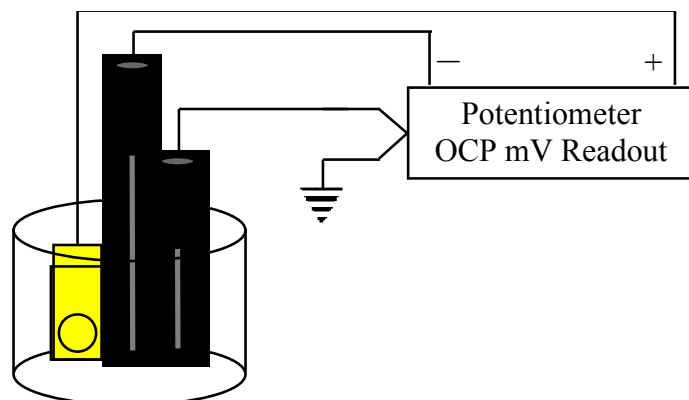 — +
Potentiometer
OCP mV Readout